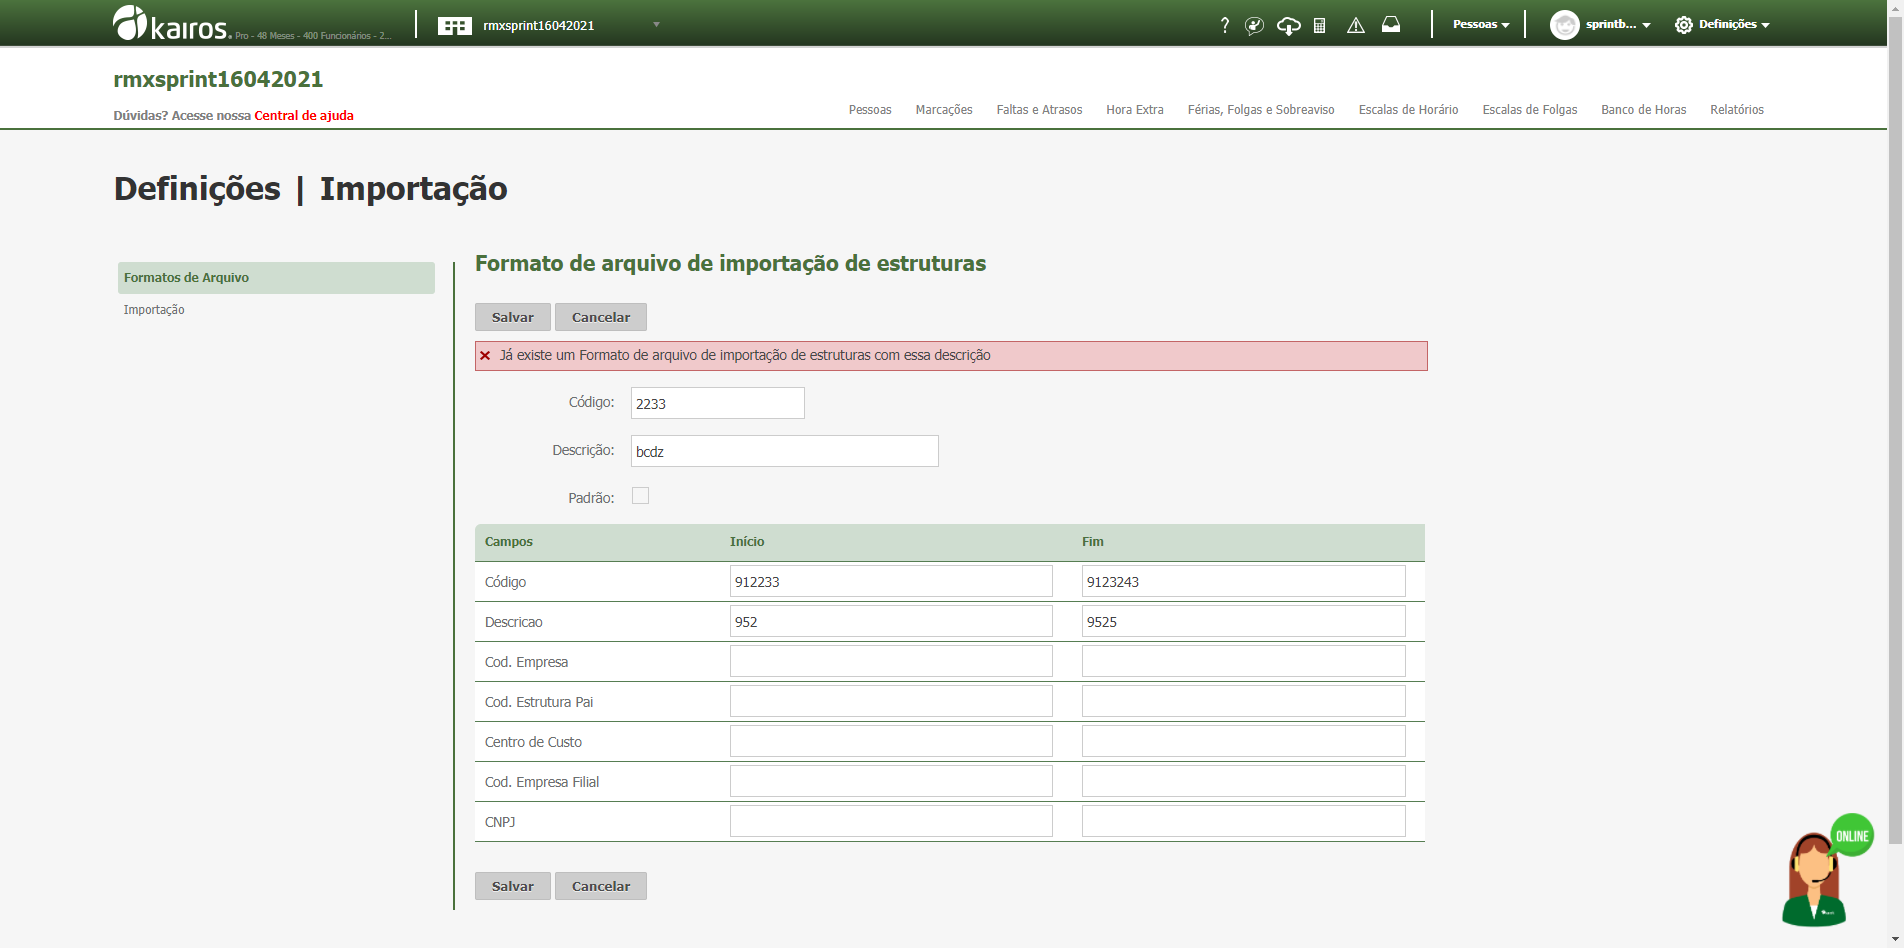 kairos. Pro - 48 Meses - 400 Funcionários - 2... rmxsprint16042021 ? Pessoas sprintb... Definições
rmxsprint16042021
Dúvidas? Acesse nossa Central de ajuda
Pessoas Marcações Faltas e Atrasos Hora Extra Férias, Folgas e Sobreaviso Escalas de Horário Escalas de Folgas Banco de Horas Relatórios
Definições | Importação
Formatos de Arquivo
Importação
Formato de arquivo de importação de estruturas
Salvar Cancelar
Já existe um Formato de arquivo de importação de estruturas com essa descrição
Código: 2233
Descrição: bcdz
Padrão:
Campos Início Fim
Código 912233 9123243
Descricao 952 9525
Cod. Empresa
Cod. Estrutura Pai
Centro de Custo
Cod. Empresa Filial
CNPJ
Salvar Cancelar
ONLINE